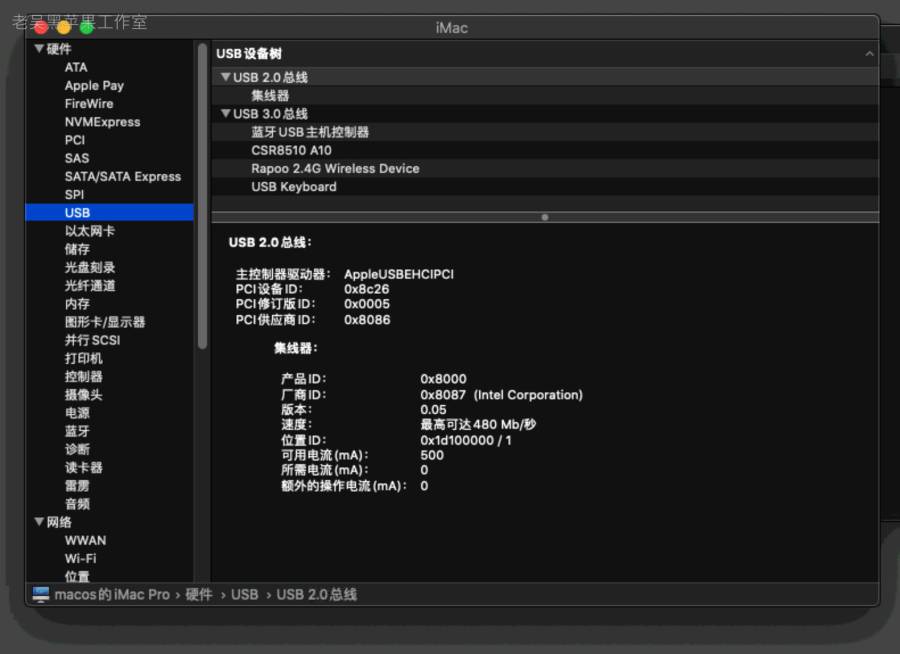 老吴黑苹果工作室
iMac
硬件
ATA
Apple Pay
FireWire
NVMExpress
PCI
SAS
SATA/SATA Express
SPI
USB
以太网卡
储存
光盘刻录
光纤通道
内存
图形卡/显示器
并行 SCSI
打印机
控制器
摄像头
电源
蓝牙
诊断
读卡器
雷雳
音频
网络
WWAN
Wi-Fi
位置
USB 设备树
USB 2.0 总线
集线器
USB 3.0 总线
蓝牙 USB 主机控制器
CSR8510 A10
Rapoo 2.4G Wireless Device
USB Keyboard
USB 2.0 总线：
主控制器驱动器： AppleUSBEHCIPCI
PCI 设备 ID： 0x8c26
PCI 修订版 ID： 0x0005
PCI 供应商 ID： 0x8086
集线器：
产品 ID： 0x8000
厂商 ID： 0x8087 (Intel Corporation)
版本： 0.05
速度： 最高可达 480 Mb/秒
位置 ID： 0x1d100000 / 1
可用电流 (mA)： 500
所需电流 (mA)： 0
额外的操作电流 (mA)： 0
macos的 iMac Pro › 硬件 › USB › USB 2.0 总线